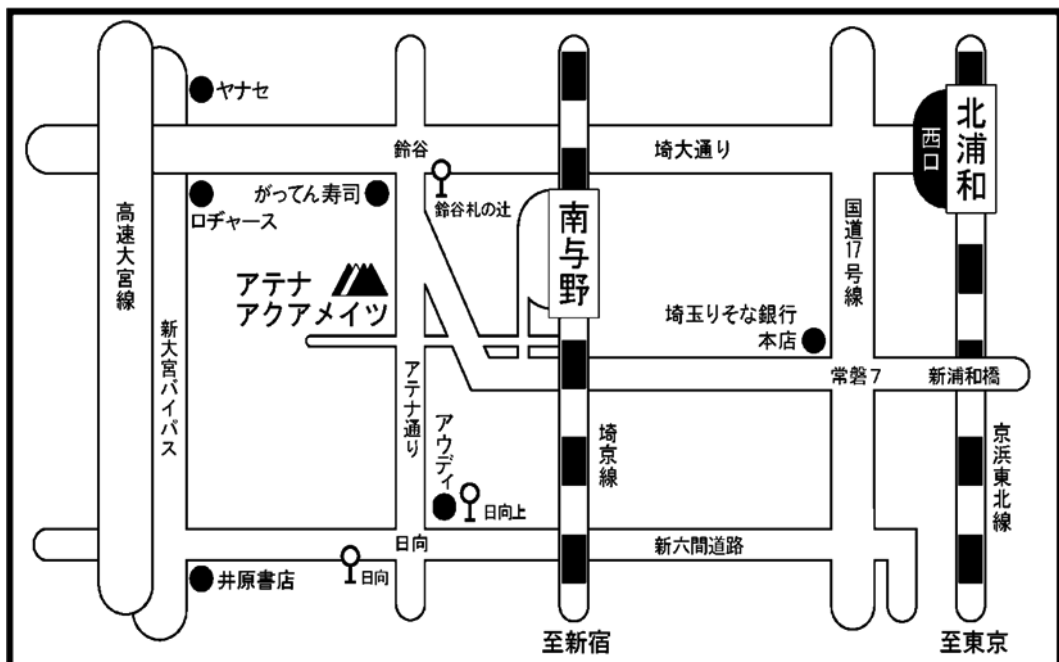 ヤナセ
北浦和
西口
鈴谷
埼大通り
がってん寿司
鈴谷札の辻
ロヂャース
南与野
高速大宮線
国道17号線
アテナ
アクアメイツ
埼玉りそな銀行
本店
新大宮バイパス
アテナ通り
常磐7
新浦和橋
アウディ
埼京線
京浜東北線
日向上
日向
新六間道路
井原書店
日向
至新宿
至東京